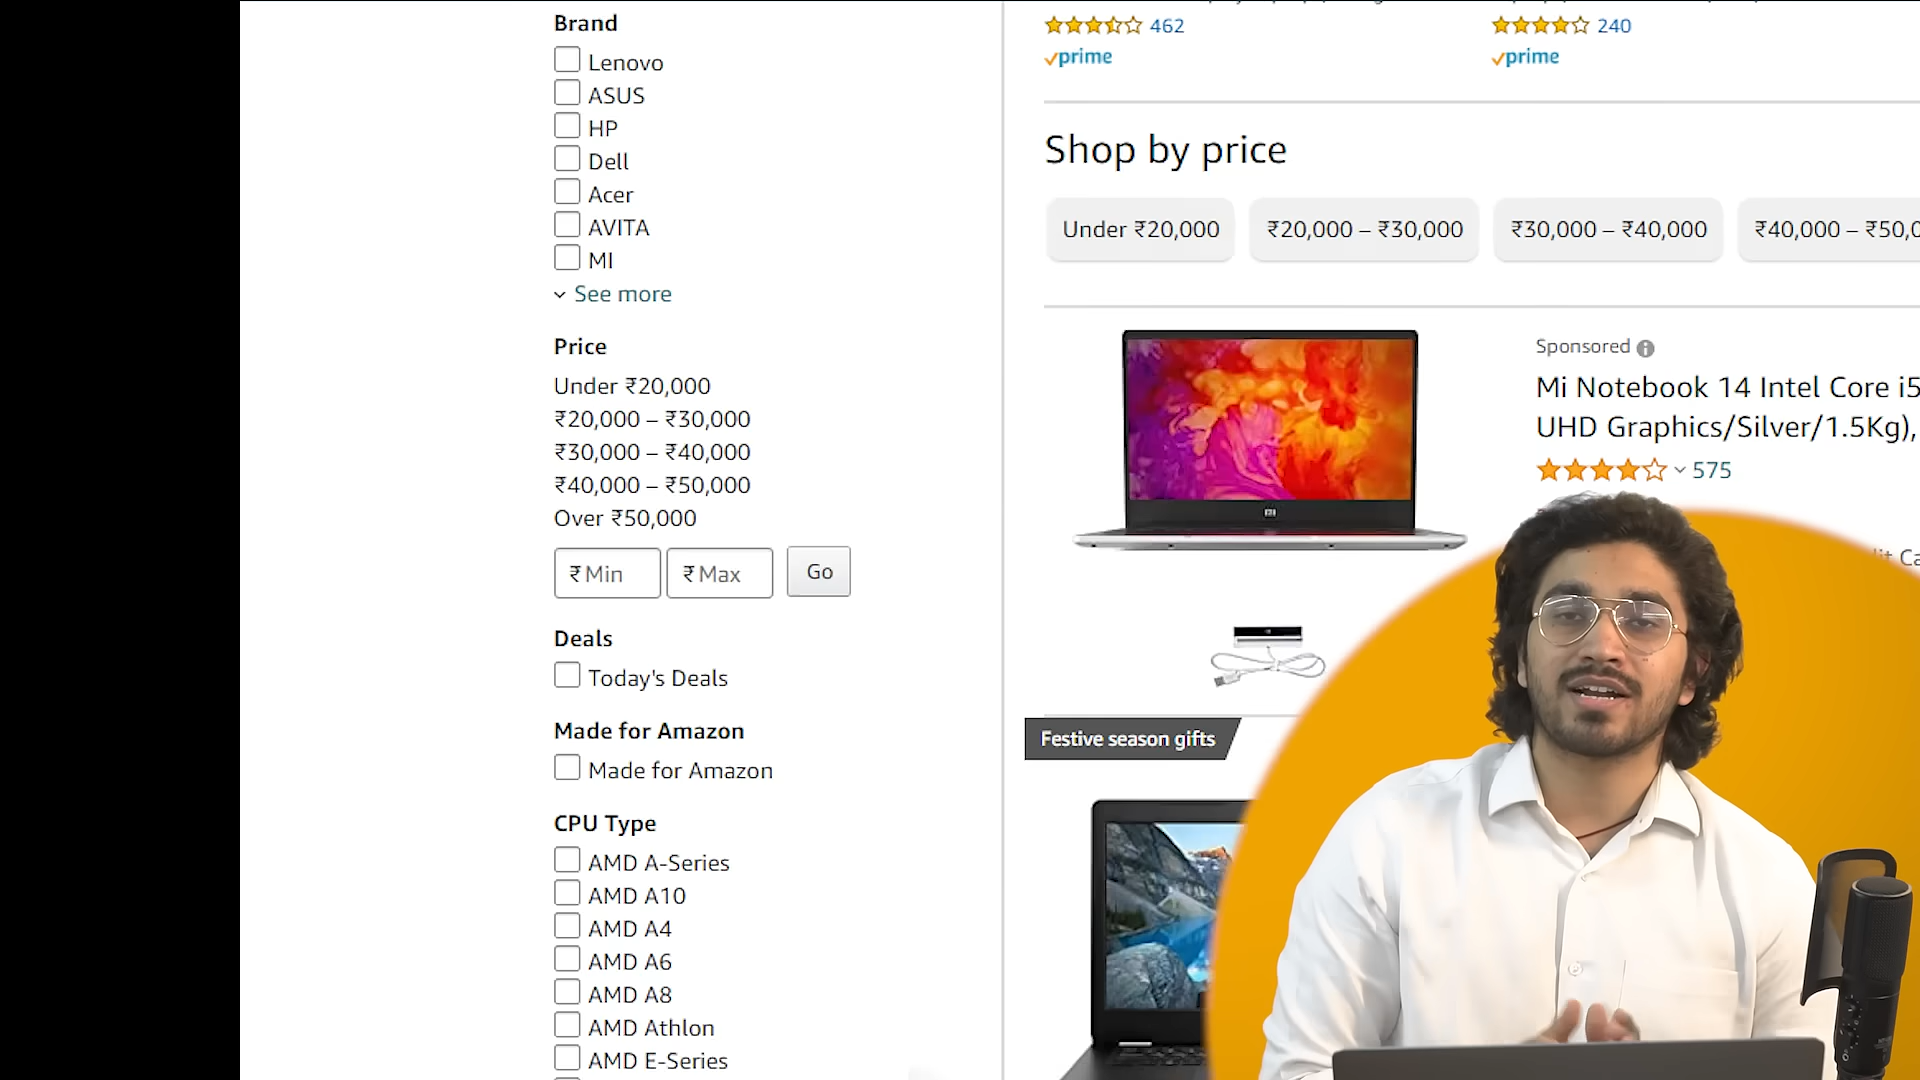 Brand
Lenovo
ASUS
HP
Dell
Acer
AVITA
MI
See more
Price
Under ₹20,000
₹20,000 – ₹30,000
₹30,000 – ₹40,000
₹40,000 – ₹50,000
Over ₹50,000
₹ Min ₹ Max Go
Deals
Today's Deals
Made for Amazon
Made for Amazon
CPU Type
AMD A-Series
AMD A10
AMD A4
AMD A6
AMD A8
AMD Athlon
AMD E-Series
462 240
prime prime
Shop by price
Under ₹20,000 ₹20,000 – ₹30,000 ₹30,000 – ₹40,000 ₹40,000 – ₹50,0
Sponsored
Mi Notebook 14 Intel Core i5
UHD Graphics/Silver/1.5Kg),
575
Festive season gifts